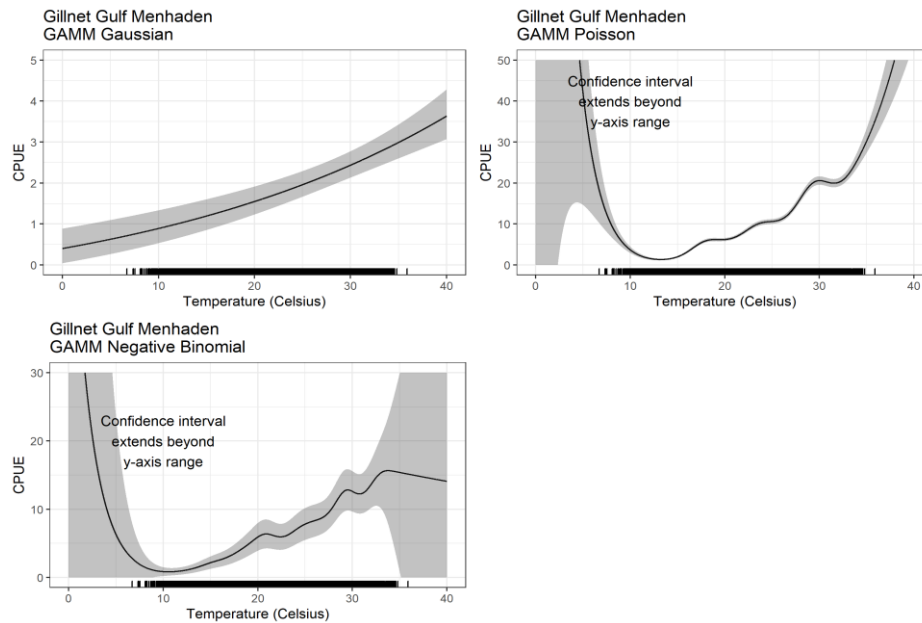 Gillnet Gulf Menhaden
GAMM Gaussian
5
4
3
2
1
0
CPUE
0
10
20
30
40
Temperature (Celsius)
Gillnet Gulf Menhaden
GAMM Poisson
50
40
30
20
10
0
CPUE
Confidence interval
extends beyond
y-axis range
0
10
20
30
40
Temperature (Celsius)
Gillnet Gulf Menhaden
GAMM Negative Binomial
30
20
10
0
CPUE
Confidence interval
extends beyond
y-axis range
0
10
20
30
40
Temperature (Celsius)